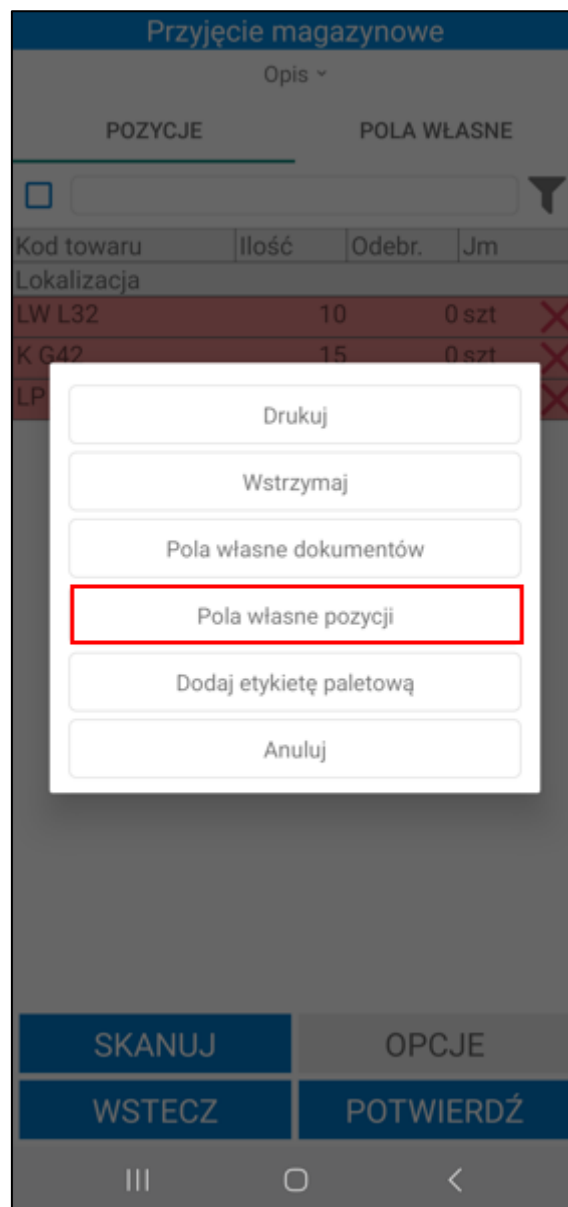 Przyjęcie magazynowe
Opis
POZYCJE POLA WŁASNE
Kod towaru Ilość Odebr. Jm
Lokalizacja
LW L32 10 0 szt
K G42 15 0 szt
LP
Drukuj
Wstrzymaj
Pola własne dokumentów
Pola własne pozycji
Dodaj etykietę paletową
Anuluj
SKANUJ OPCJE
WSTECZ POTWIERDŹ